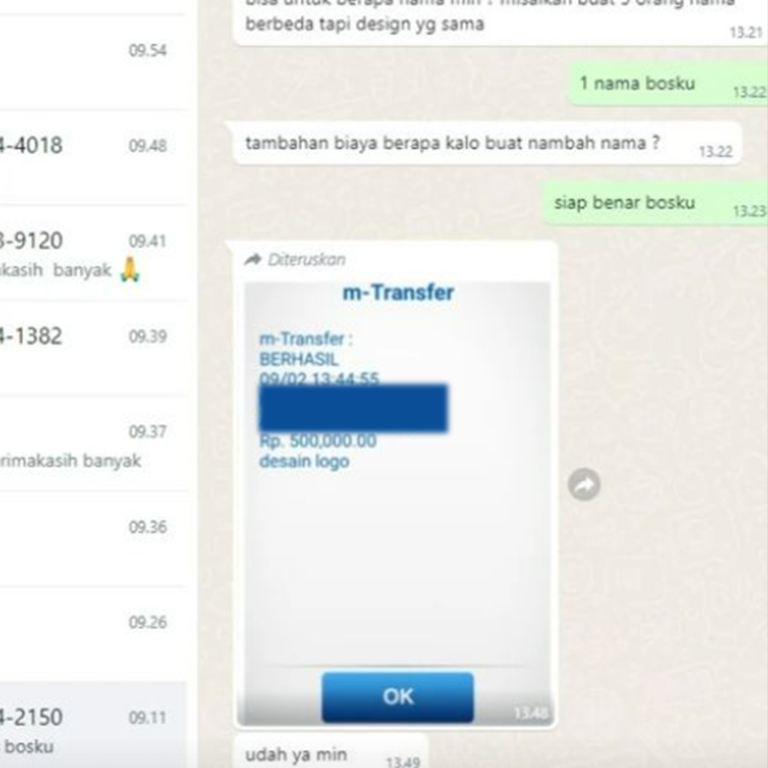 bisa untuk berapa nama min ? misalkan buat 5 orang nama
berbeda tapi design yg sama
13.21
09.54
1 nama bosku
13.22
4-4018
09.48
tambahan biaya berapa kalo buat nambah nama ?
13.22
siap benar bosku
13.23
3-9120
09.41
kasih banyak 🙏
Diteruskan
m-Transfer
4-1382
09.39
m-Transfer :
BERHASIL
09/02 13:44:55
Rp. 500,000.00
desain logo
09.37
rimakasih banyak
09.36
09.26
OK
13.48
4-2150
09.11
bosku
udah ya min
13.49